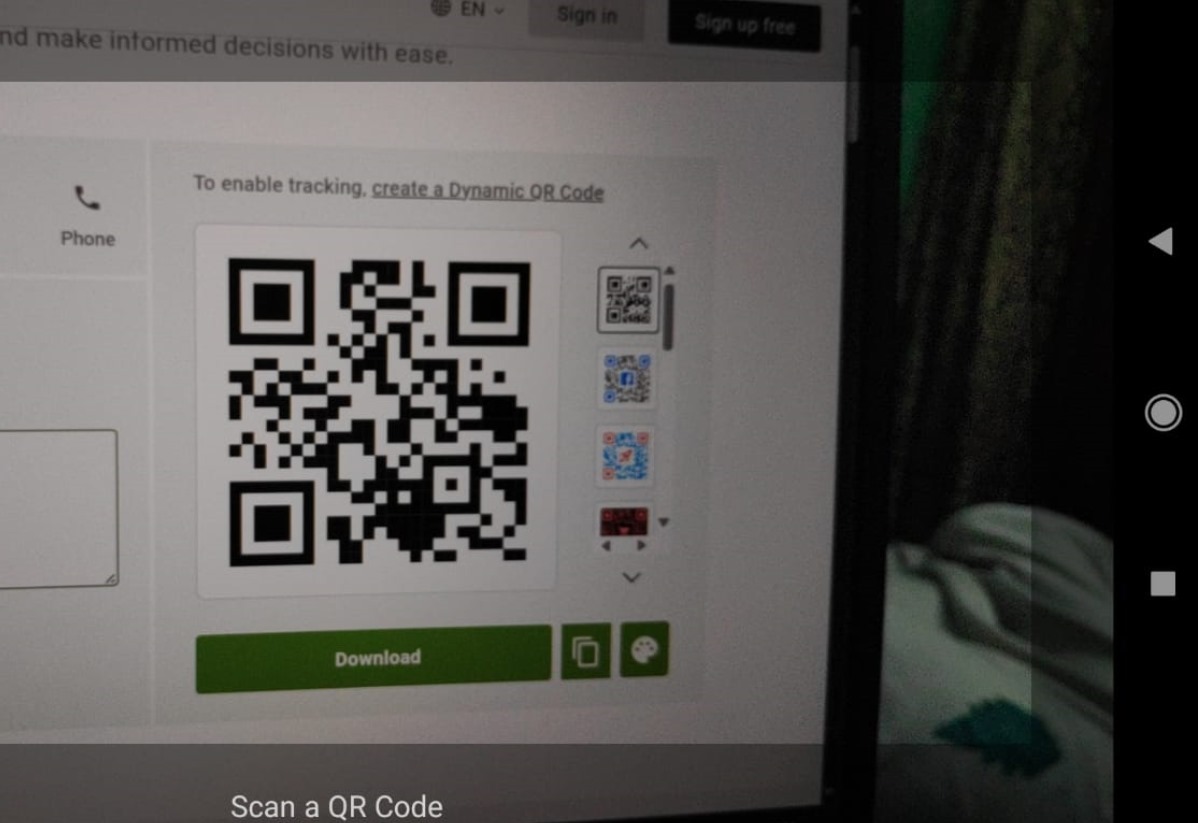 EN
Sign in
Sign up free
nd make informed decisions with ease.
To enable tracking, create a Dynamic QR Code
Phone
Download
Scan a QR Code